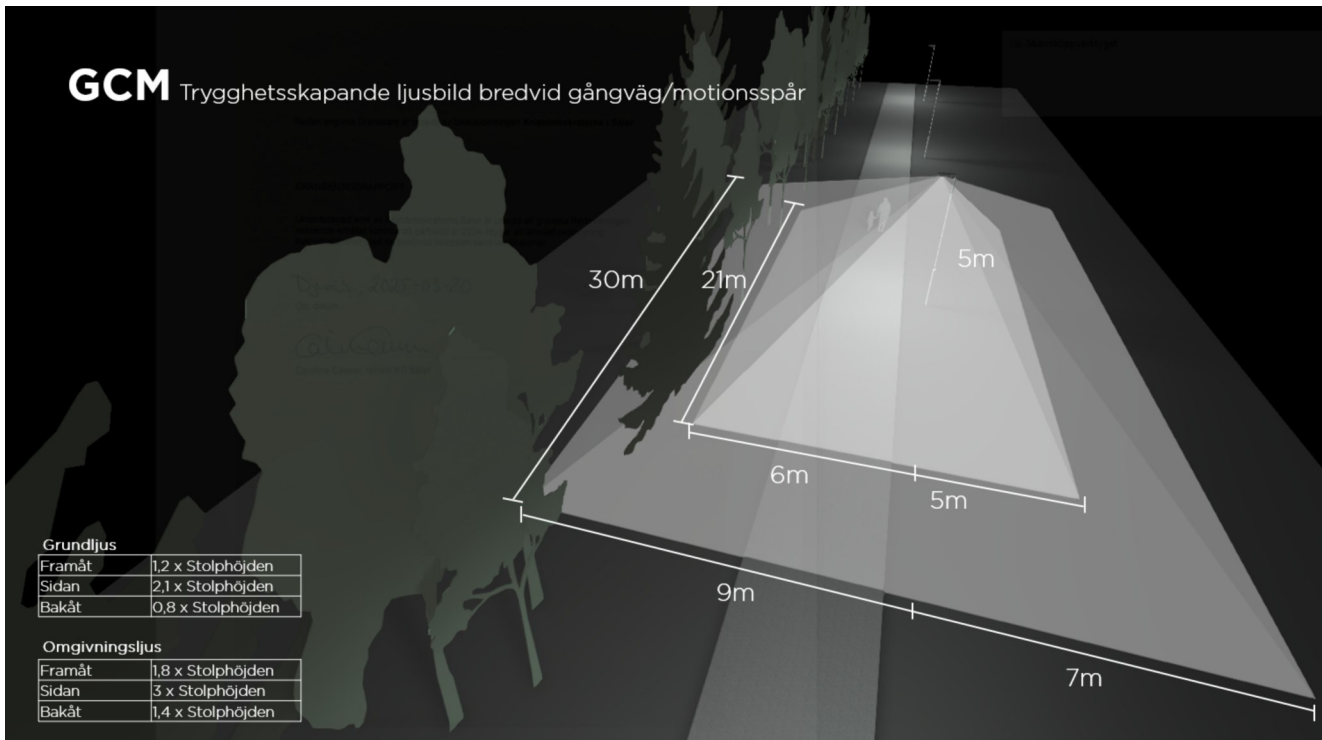 GCM Trygghetsskapande ljusbild bredvid gångväg/motionsspår
30m
21m
5m
6m
5m
9m
7m
Grundljus
Framåt 1,2 x Stolphöjden
Sidan 2,1 x Stolphöjden
Bakåt 0,8 x Stolphöjden
Omgivningsljus
Framåt 1,8 x Stolphöjden
Sidan 3 x Stolphöjden
Bakåt 1,4 x Stolphöjden